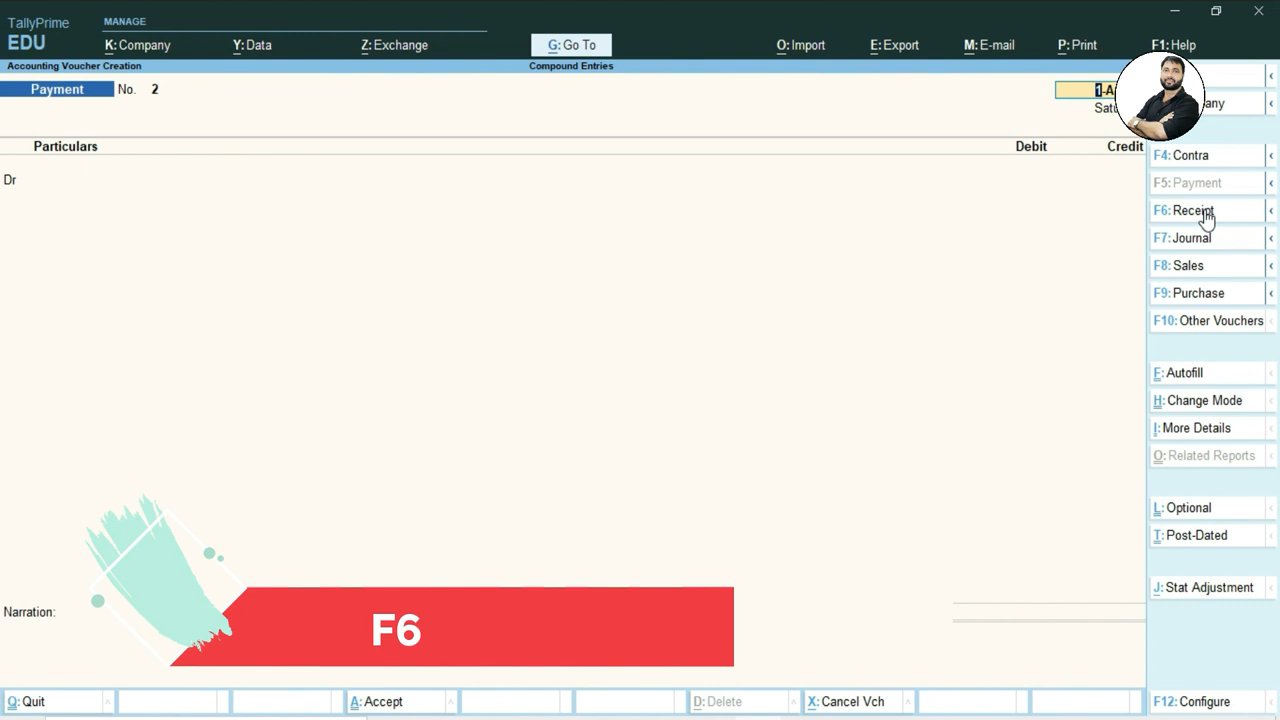 TallyPrime
EDU
MANAGE
K: Company
Y: Data
Z: Exchange
G: Go To
O: Import
E: Export
M: E-mail
P: Print
F1: Help
Accounting Voucher Creation
Compound Entries
Payment No. 2
1-A
Satu
any
Particulars
Debit
Credit
Dr
F4: Contra
F5: Payment
F6: Receipt
F7: Journal
F8: Sales
F9: Purchase
F10: Other Vouchers
F: Autofill
H: Change Mode
I: More Details
O: Related Reports
L: Optional
T: Post-Dated
J: Stat Adjustment
Narration:
F6
Q: Quit
A: Accept
D: Delete
X: Cancel Vch
F12: Configure